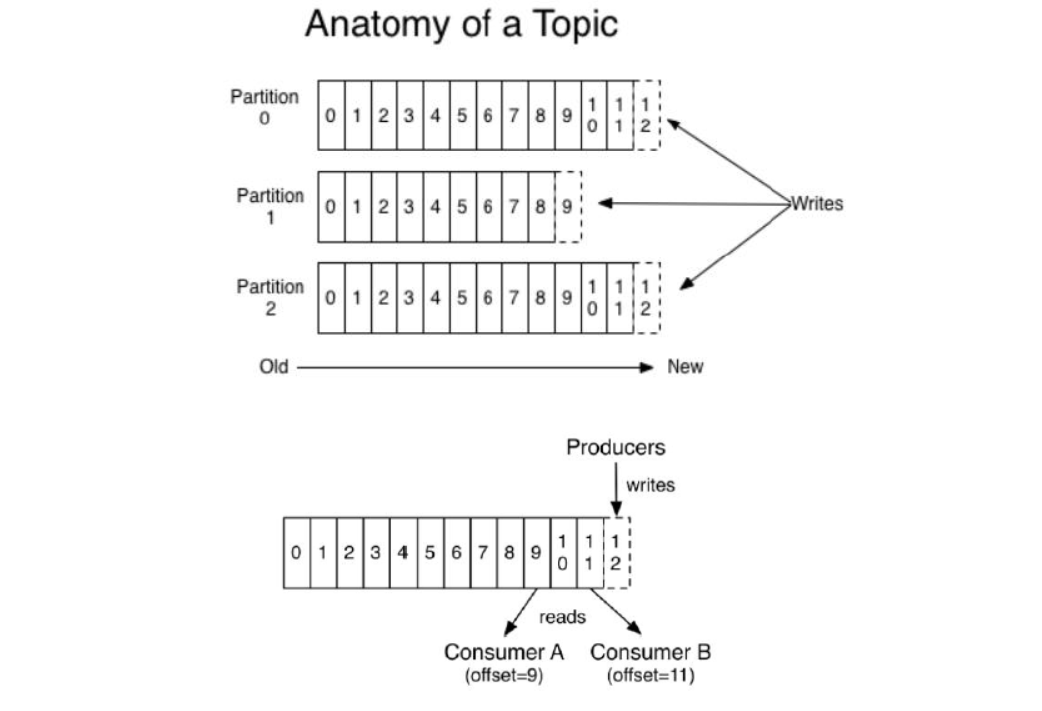 Anatomy of a Topic
Partition
0
0 1 2 3 4 5 6 7 8 9 10 11 12
Partition
1
0 1 2 3 4 5 6 7 8 9
Writes
Partition
2
0 1 2 3 4 5 6 7 8 9 10 11 12
Old New
Producers
writes
0 1 2 3 4 5 6 7 8 9 10 11 12
reads
Consumer A Consumer B
(offset=9) (offset=11)